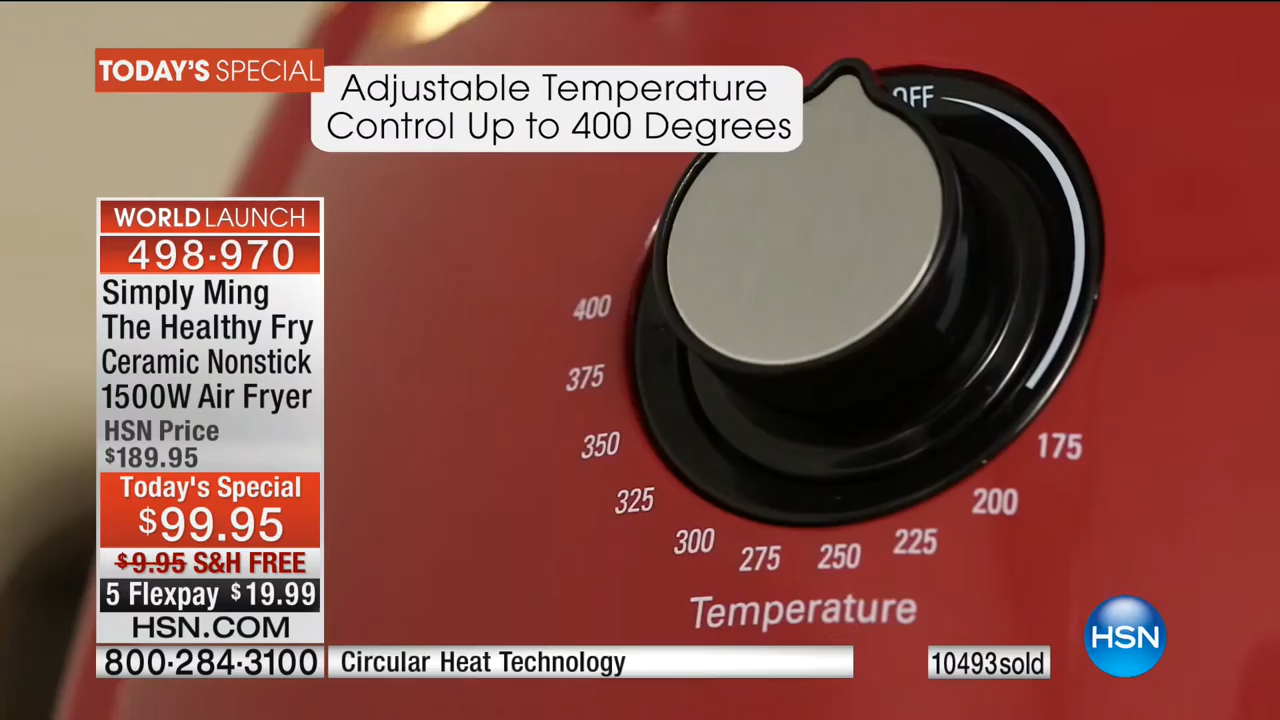 TODAY'S SPECIAL
Adjustable Temperature
Control Up to 400 Degrees
WORLD LAUNCH
498-970
Simply Ming
The Healthy Fry
Ceramic Nonstick
1500W Air Fryer
HSN Price
$189.95
Today's Special
$99.95
$9.95 S&H FREE
5 Flexpay $19.99
HSN.COM
800-284-3100
Circular Heat Technology
10493 sold
HSN
OFF
400
375
350
325
300
275
250
225
200
175
Temperature